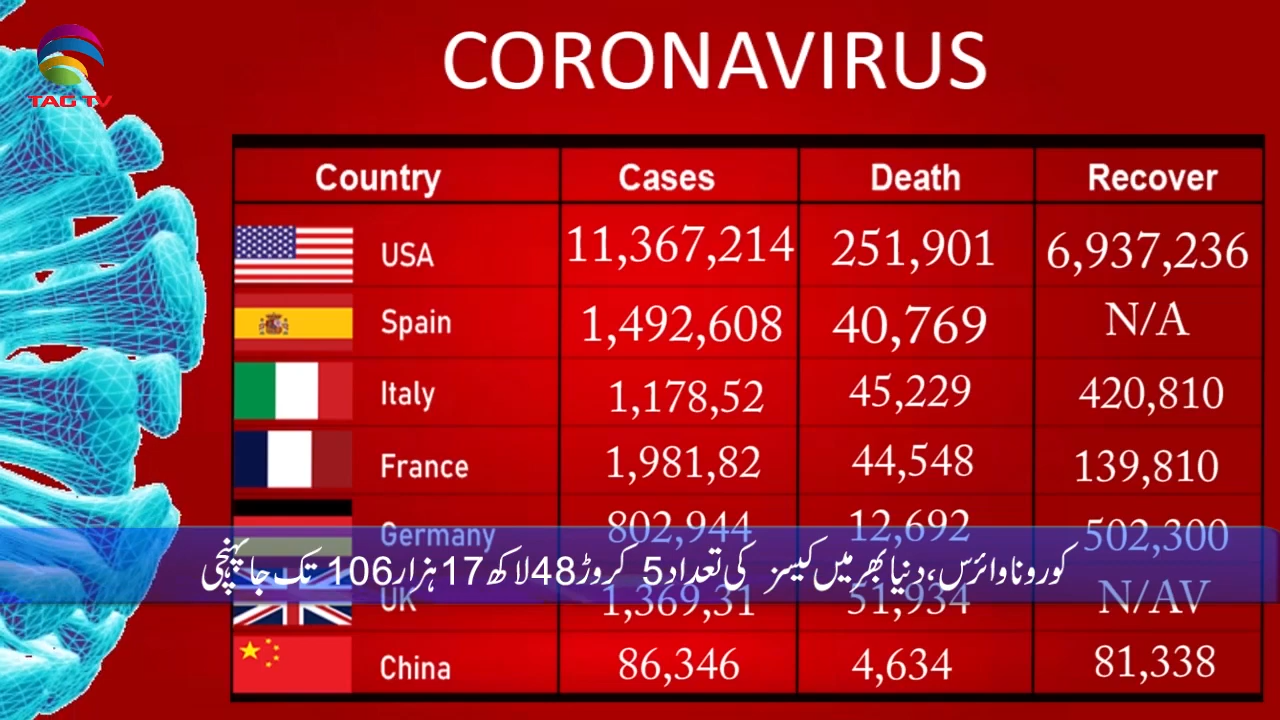 TAG TV
CORONAVIRUS
Country Cases Death Recover
USA 11,367,214 251,901 6,937,236
Spain 1,492,608 40,769 N/A
Italy 1,178,52 45,229 420,810
France 1,981,82 44,548 139,810
Germany 802,944 12,692 502,300
کورونا وائرس، دنیا بھر میں کیسز کی تعداد 5 کروڑ 48 لاکھ 17 ہزار 106 تک جا پہنچی
UK 1,369,31 51,934 N/AV
China 86,346 4,634 81,338